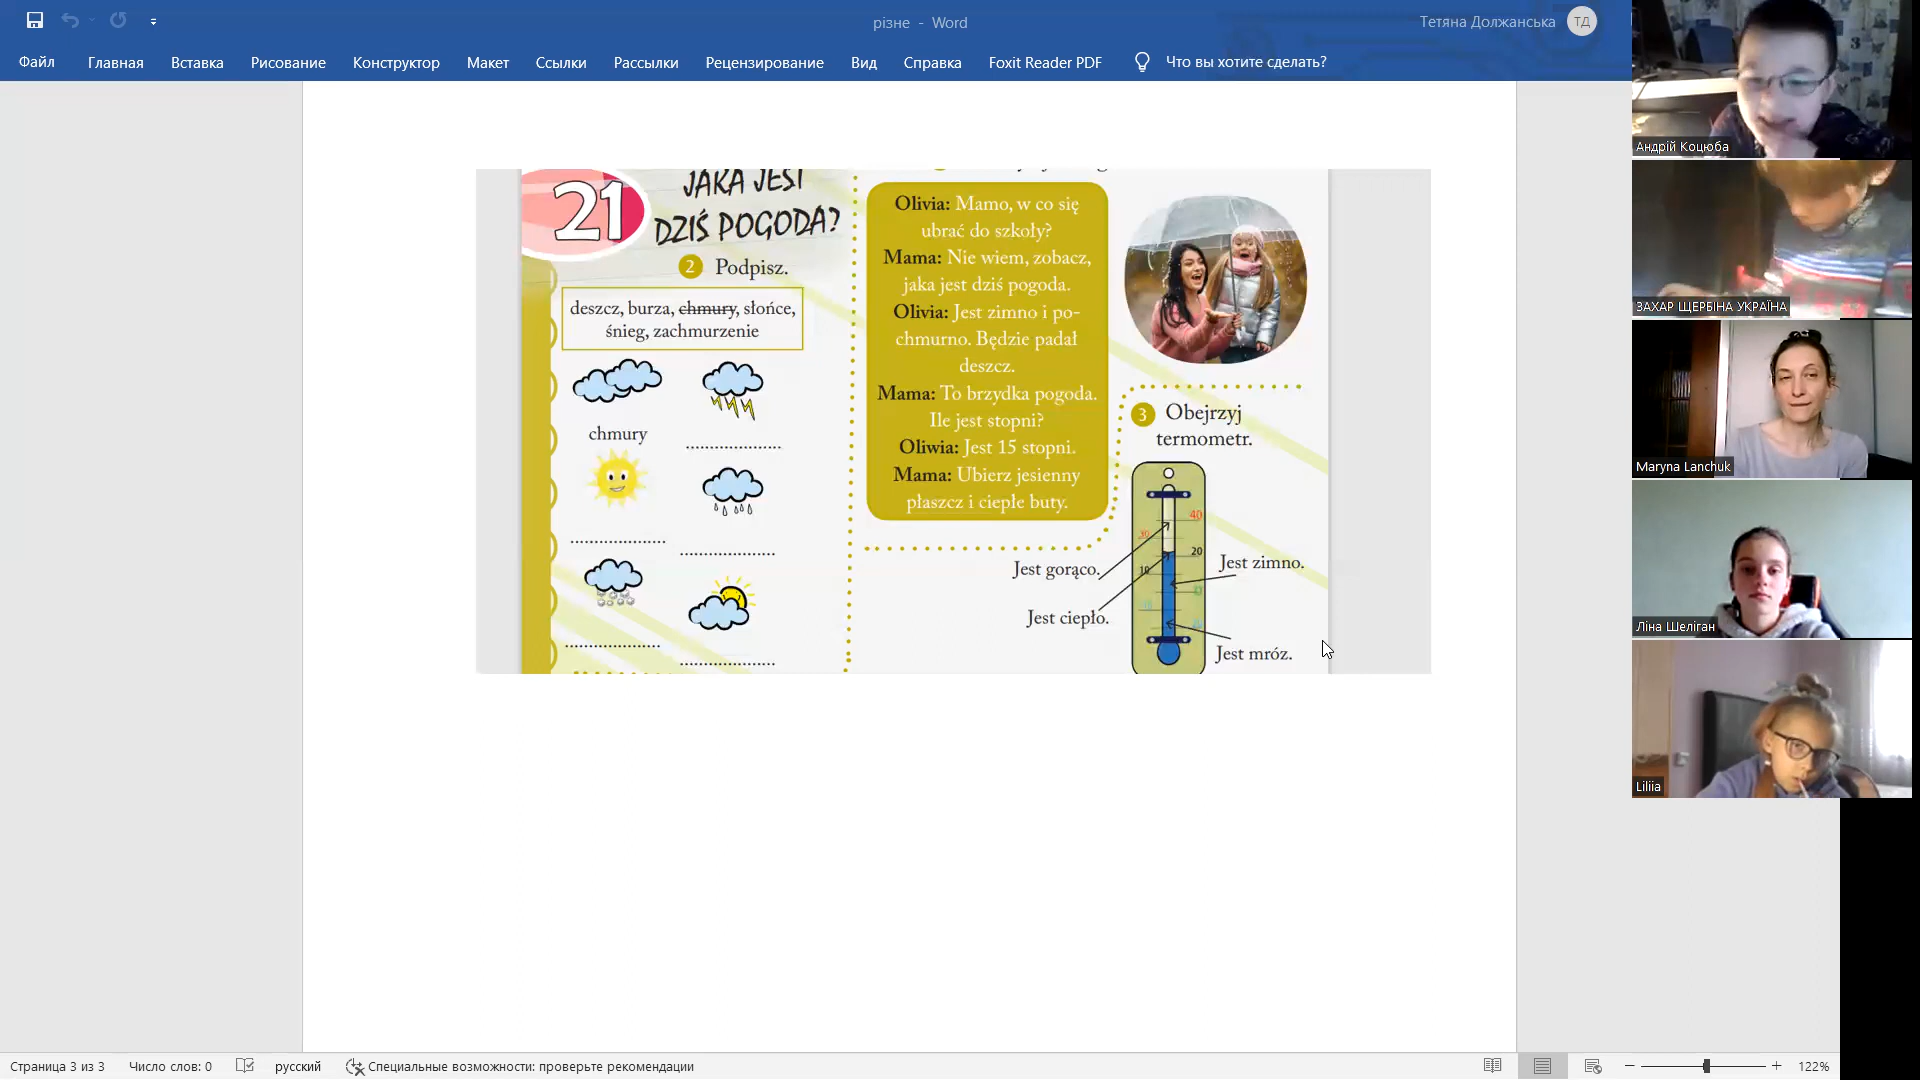 різне - Word
Тетяна Должанська
ТД
Файл
Главная
Вставка
Рисование
Конструктор
Макет
Ссылки
Рассылки
Рецензирование
Вид
Справка
Foxit Reader PDF
Что вы хотите сделать?
21
JAKA JEST
DZIŚ POGODA?
2 Podpisz.
deszcz, burza, chmury, słońce,
śnieg, zachmurzenie
chmury
Olivia: Mamo, w co się
ubrać do szkoły?
Mama: Nie wiem, zobacz,
jaka jest dziś pogoda.
Olivia: Jest zimno i po-
chmurno. Będzie padał
deszcz.
Mama: To brzydka pogoda.
Ile jest stopni?
Oliwia: Jest 15 stopni.
Mama: Ubierz jesienny
płaszcz i ciepłe buty.
3 Obejrzyj
termometr.
40
30
20
10
0
Jest gorąco.
Jest zimno.
Jest ciepło.
Jest mróz.
Андрій Коцюба
ЗАХАР ЩЕРБІНА УКРАЇНА
Maryna Lanchuk
Ліна Шеліган
Liliia
Страница 3 из 3
Число слов: 0
русский
Специальные возможности: проверьте рекомендации
122%